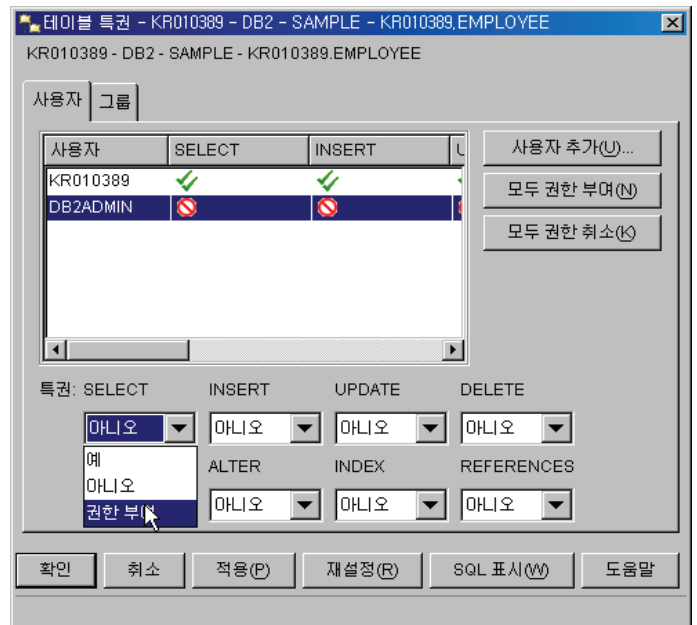 테이블 특권 - KR010389 - DB2 - SAMPLE - KR010389.EMPLOYEE
KR010389 - DB2 - SAMPLE - KR010389.EMPLOYEE
사용자 그룹
사용자 SELECT INSERT
KR010389
DB2ADMIN
사용자 추가(U)...
모두 권한 부여(N)
모두 권한 취소(K)
특권: SELECT INSERT UPDATE DELETE
아니오 아니오 아니오 아니오
예
아니오
권한 부여
ALTER INDEX REFERENCES
아니오 아니오 아니오
확인 취소 적용(P) 재설정(R) SQL 표시(W) 도움말